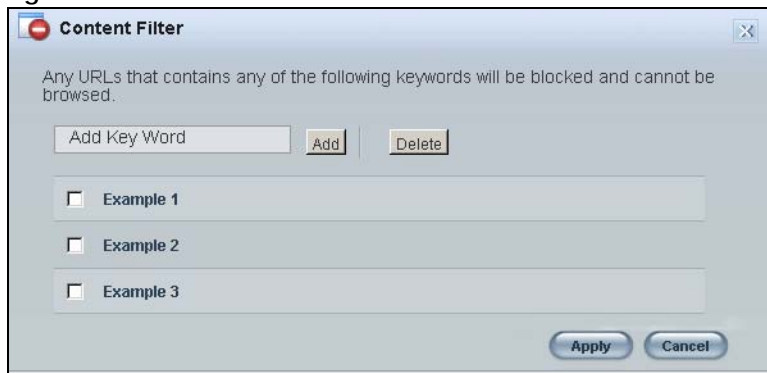 Content Filter
Any URLs that contains any of the following keywords will be blocked and cannot be
browsed.
Add Key Word Add Delete
Example 1
Example 2
Example 3
Apply Cancel